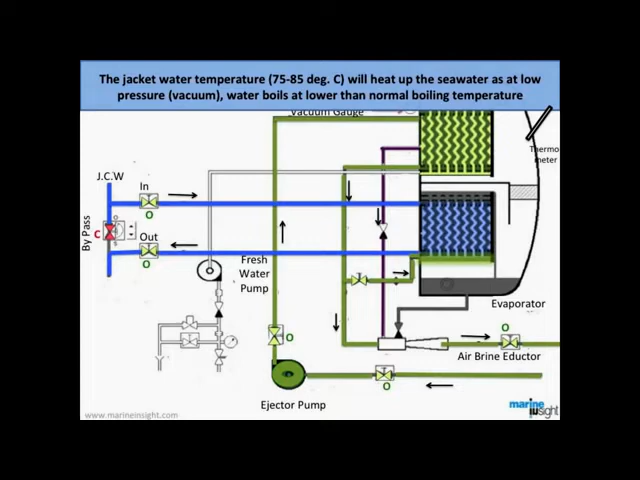 The jacket water temperature (75-85 deg. C) will heat up the seawater as at low
pressure (vacuum), water boils at lower than normal boiling temperature
Vacuum Gauge
Thermo
meter
J.C.W
In
O
By Pass
C
Out
O
Fresh
Water
Pump
Evaporator
O
Air Brine Eductor
O
O
Ejector Pump
www.marineinsight.com
marine
insight